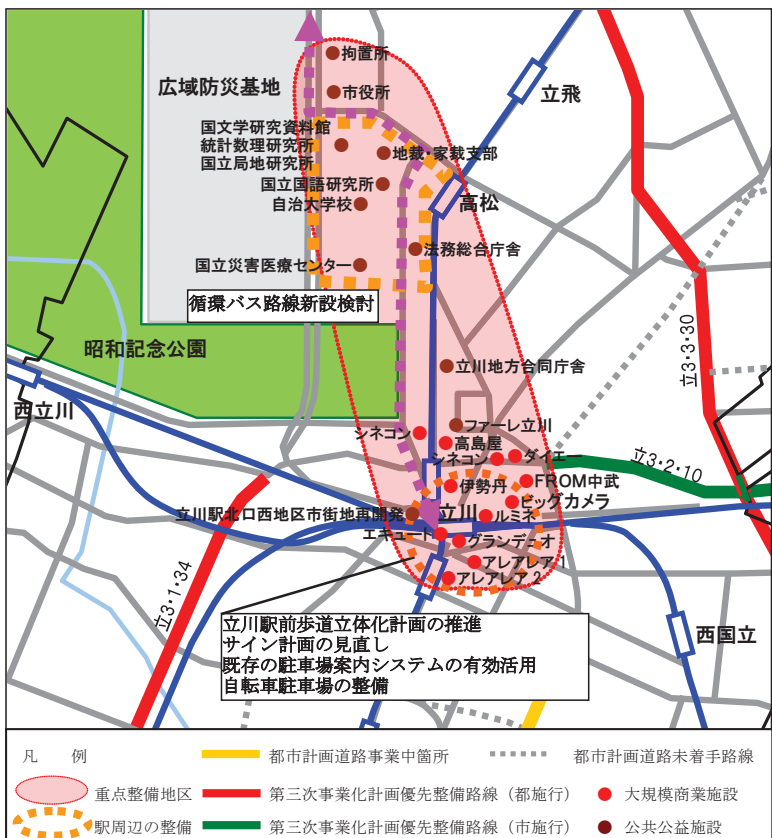 拘置所
広域防災基地
市役所
立飛
国文学研究資料館
統計数理研究所
国立局地研究所
地裁・家裁支部
国立国語研究所
自治大学校
高松
法務総合庁舎
国立災害医療センター
循環バス路線新設検討
昭和記念公園
立3・3・30
立川地方合同庁舎
西立川
ファーレ立川
シネコン
高島屋
シネコン
ダイエー
立3・2・10
伊勢丹
FROM中武
ビッグカメラ
立川駅北口西地区市街地再開発
立川
ルミネ
エキュート
グランデュオ
アレアレア1
アレアレア2
立3・1・34
立川駅前歩道立体化計画の推進
サイン計画の見直し
既存の駐車場案内システムの有効活用
自転車駐車場の整備
西国立
凡 例
都市計画道路事業中箇所
都市計画道路未着手路線
重点整備地区
第三次事業化計画優先整備路線（都施行）
大規模商業施設
駅周辺の整備
第三次事業化計画優先整備路線（市施行）
公共公益施設